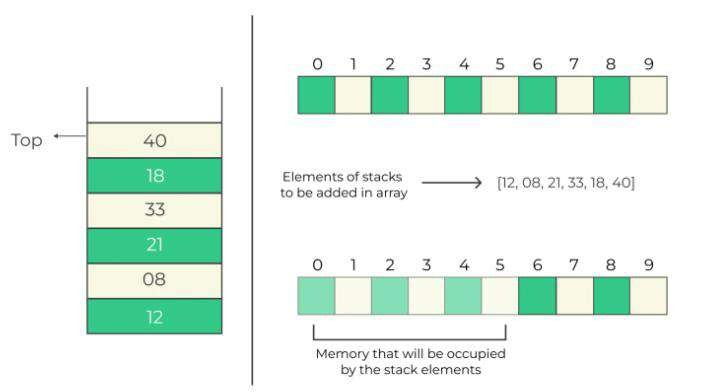 Top
40
18
33
21
08
12
0 1 2 3 4 5 6 7 8 9
Elements of stacks
to be added in array
[12, 08, 21, 33, 18, 40]
0 1 2 3 4 5 6 7 8 9
Memory that will be occupied
by the stack elements